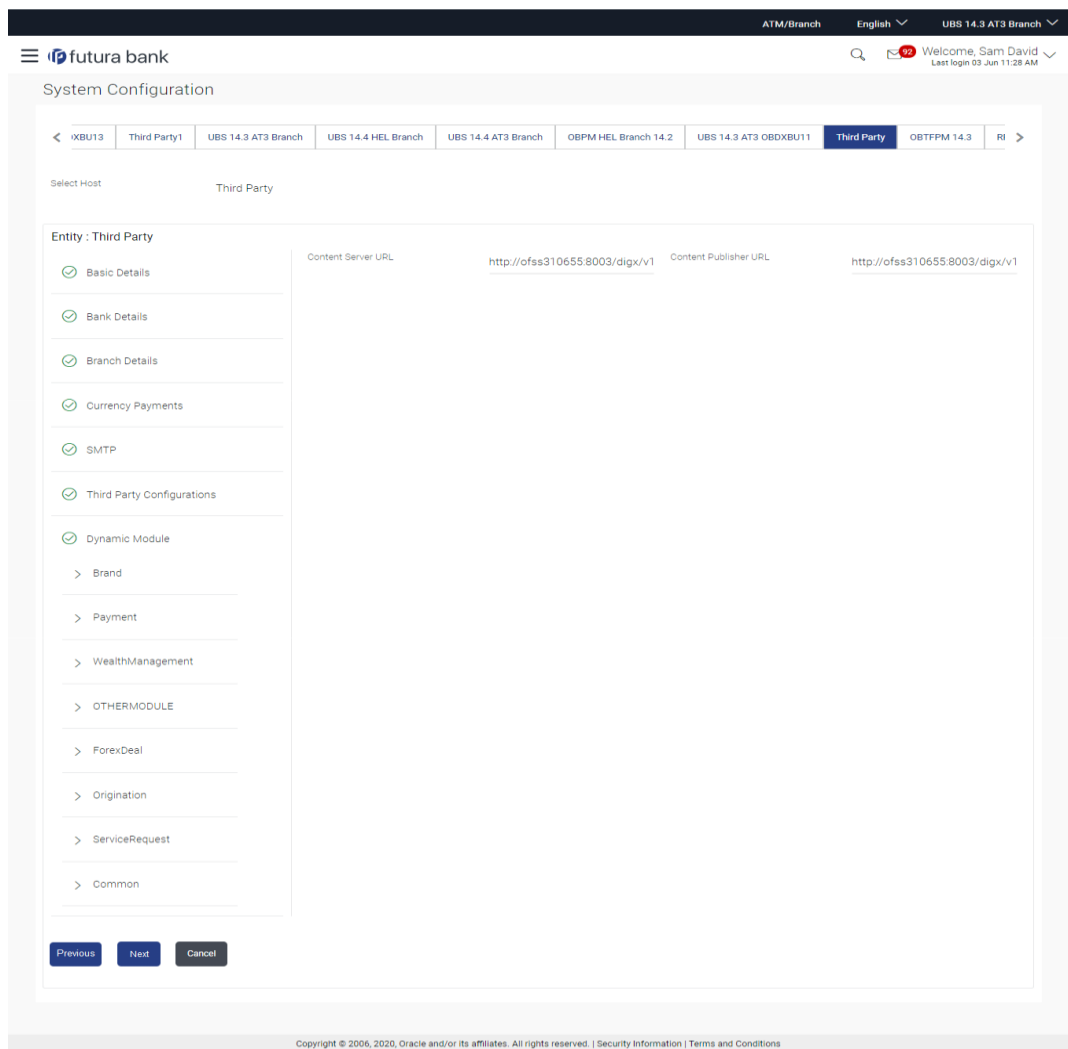 ATM/Branch English UBS 14.3 AT3 Branch
futura bank 92 Welcome, Sam David
Last login 03 Jun 11:28 AM
System Configuration
XBU13 Third Party1 UBS 14.3 AT3 Branch UBS 14.4 HEL Branch UBS 14.4 AT3 Branch OBPM HEL Branch 14.2 UBS 14.3 AT3 OBDXBU11 Third Party OBTFPM 14.3
Select Host Third Party
Entity : Third Party
Content Server URL http://ofss310655:8003/digx/v1 Content Publisher URL http://ofss310655:8003/digx/v1
Basic Details
Bank Details
Branch Details
Currency Payments
SMTP
Third Party Configurations
Dynamic Module
Brand
Payment
WealthManagement
OTHERMODULE
ForexDeal
Origination
ServiceRequest
Common
Previous Next Cancel
Copyright © 2006, 2020, Oracle and/or its affiliates. All rights reserved. | Security Information | Terms and Conditions